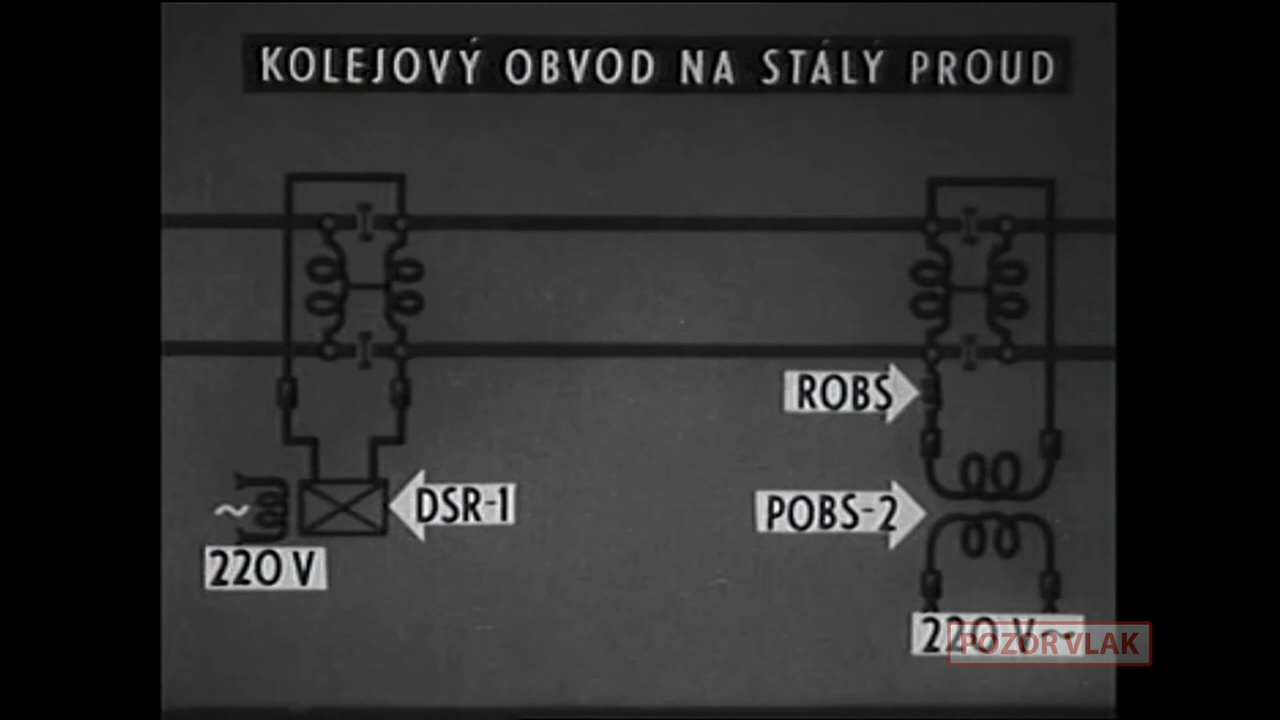 KOLEJOVÝ OBVOD NA STÁLÝ PROUD
ROBS
DSR-1
POBS-2
~
220 V
220 V~
POZOR VLAK